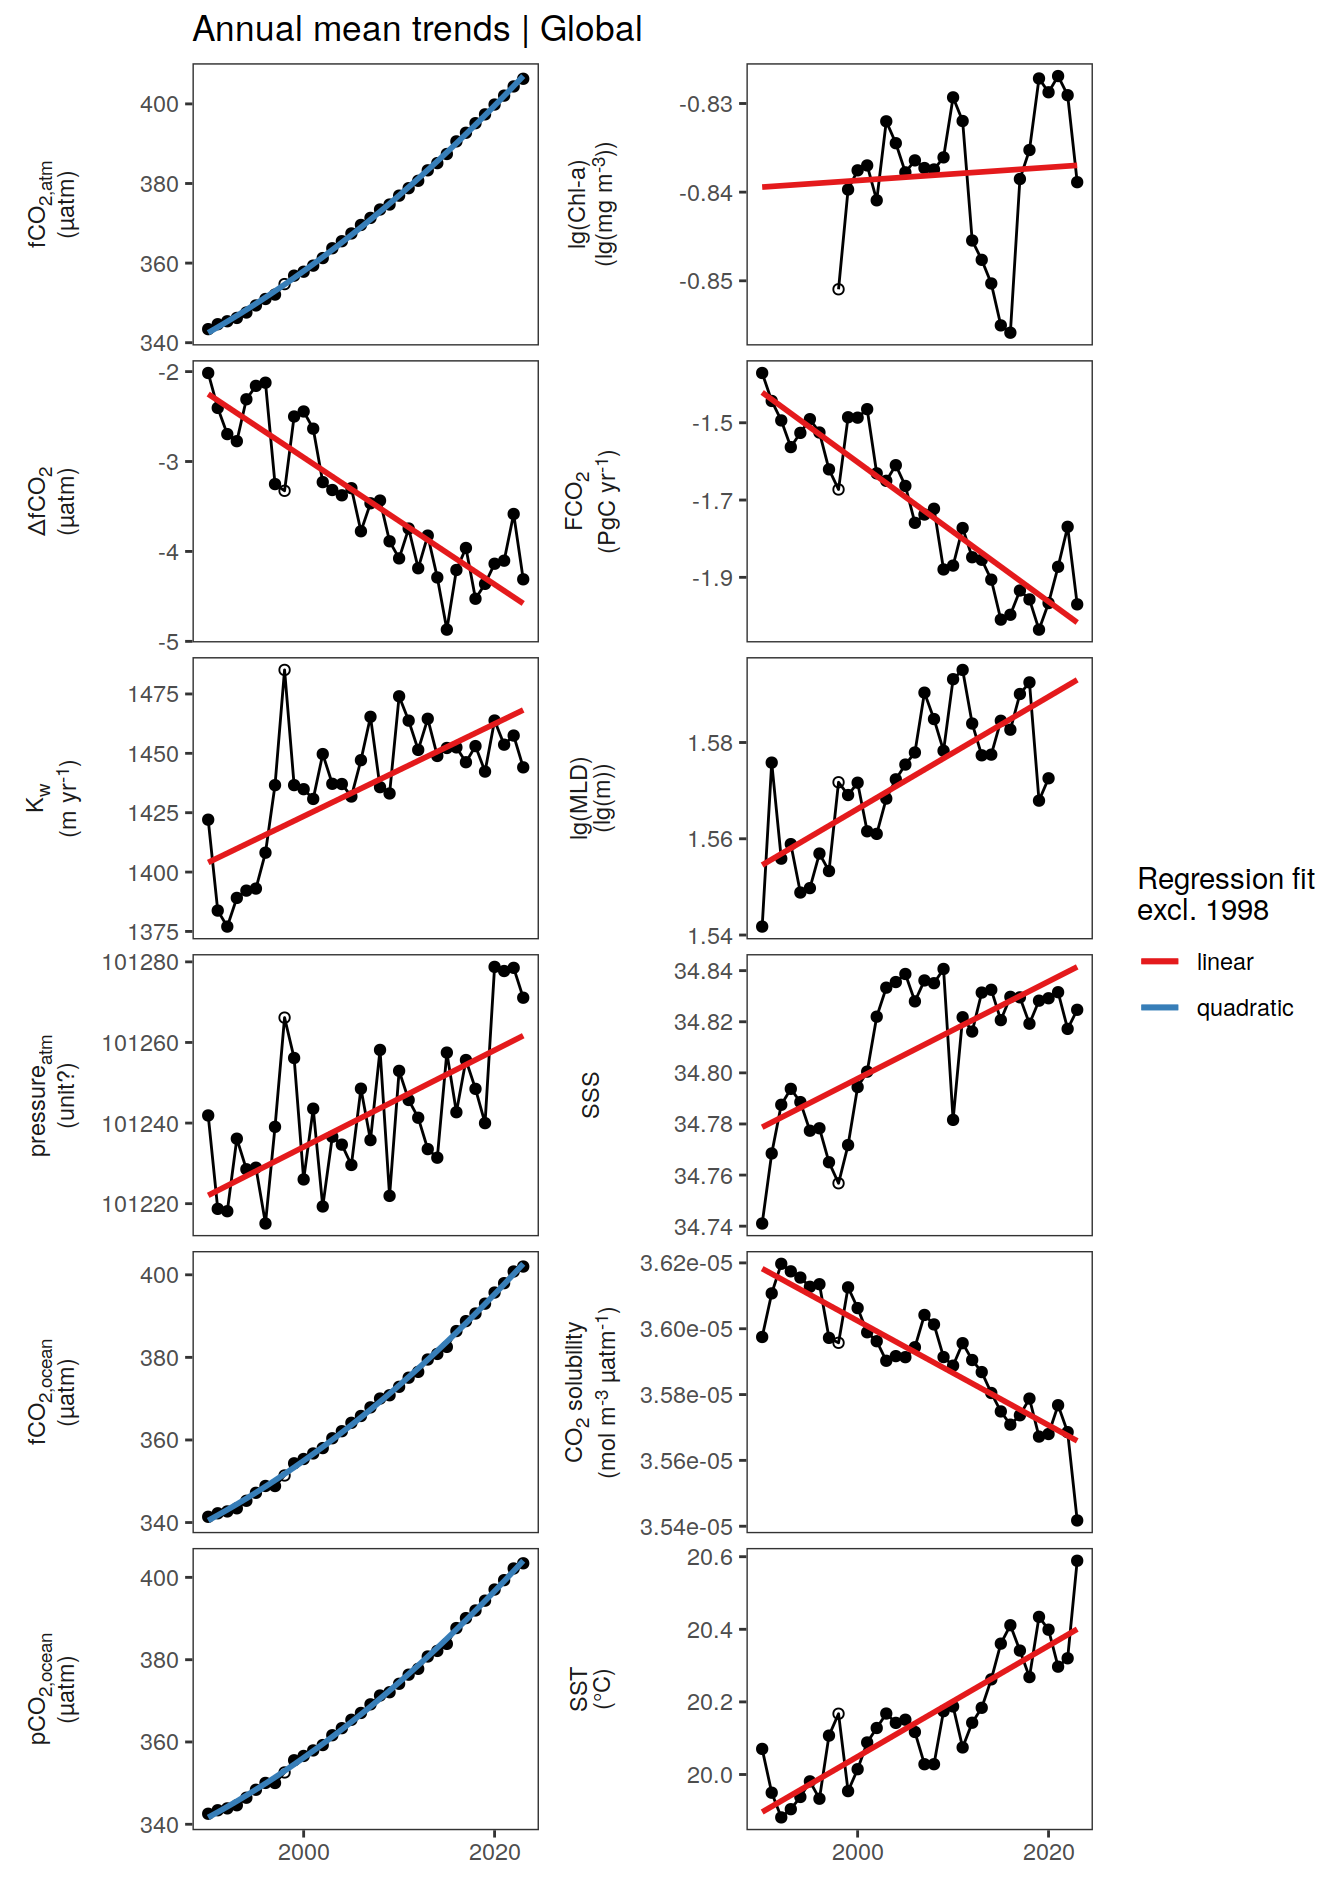 Annual mean trends | Global
fCO2,atm
(µatm)
400
380
360
340
lg(Chl-a)
(lg(mg m-3))
-0.83
-0.84
-0.85
ΔfCO2
(µatm)
-2
-3
-4
-5
FCO2
(PgC yr-1)
-1.5
-1.7
-1.9
Kw
(m yr-1)
1475
1450
1425
1400
1375
lg(MLD)
(lg(m))
1.58
1.56
1.54
pressureatm
(unit?)
101280
101260
101240
101220
SSS
34.84
34.82
34.80
34.78
34.76
34.74
fCO2,ocean
(µatm)
400
380
360
340
CO2 solubility
(mol m-3 µatm-1)
3.62e-05
3.60e-05
3.58e-05
3.56e-05
3.54e-05
pCO2,ocean
(µatm)
400
380
360
340
2000
2020
SST
(°C)
20.6
20.4
20.2
20.0
2000
2020
Regression fit
excl. 1998
linear
quadratic